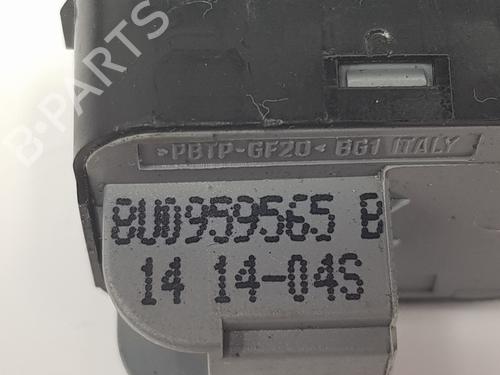 B-PARTS
>PBTP-GF20< BG1 ITALY
8U0959565 B
14 14-04S